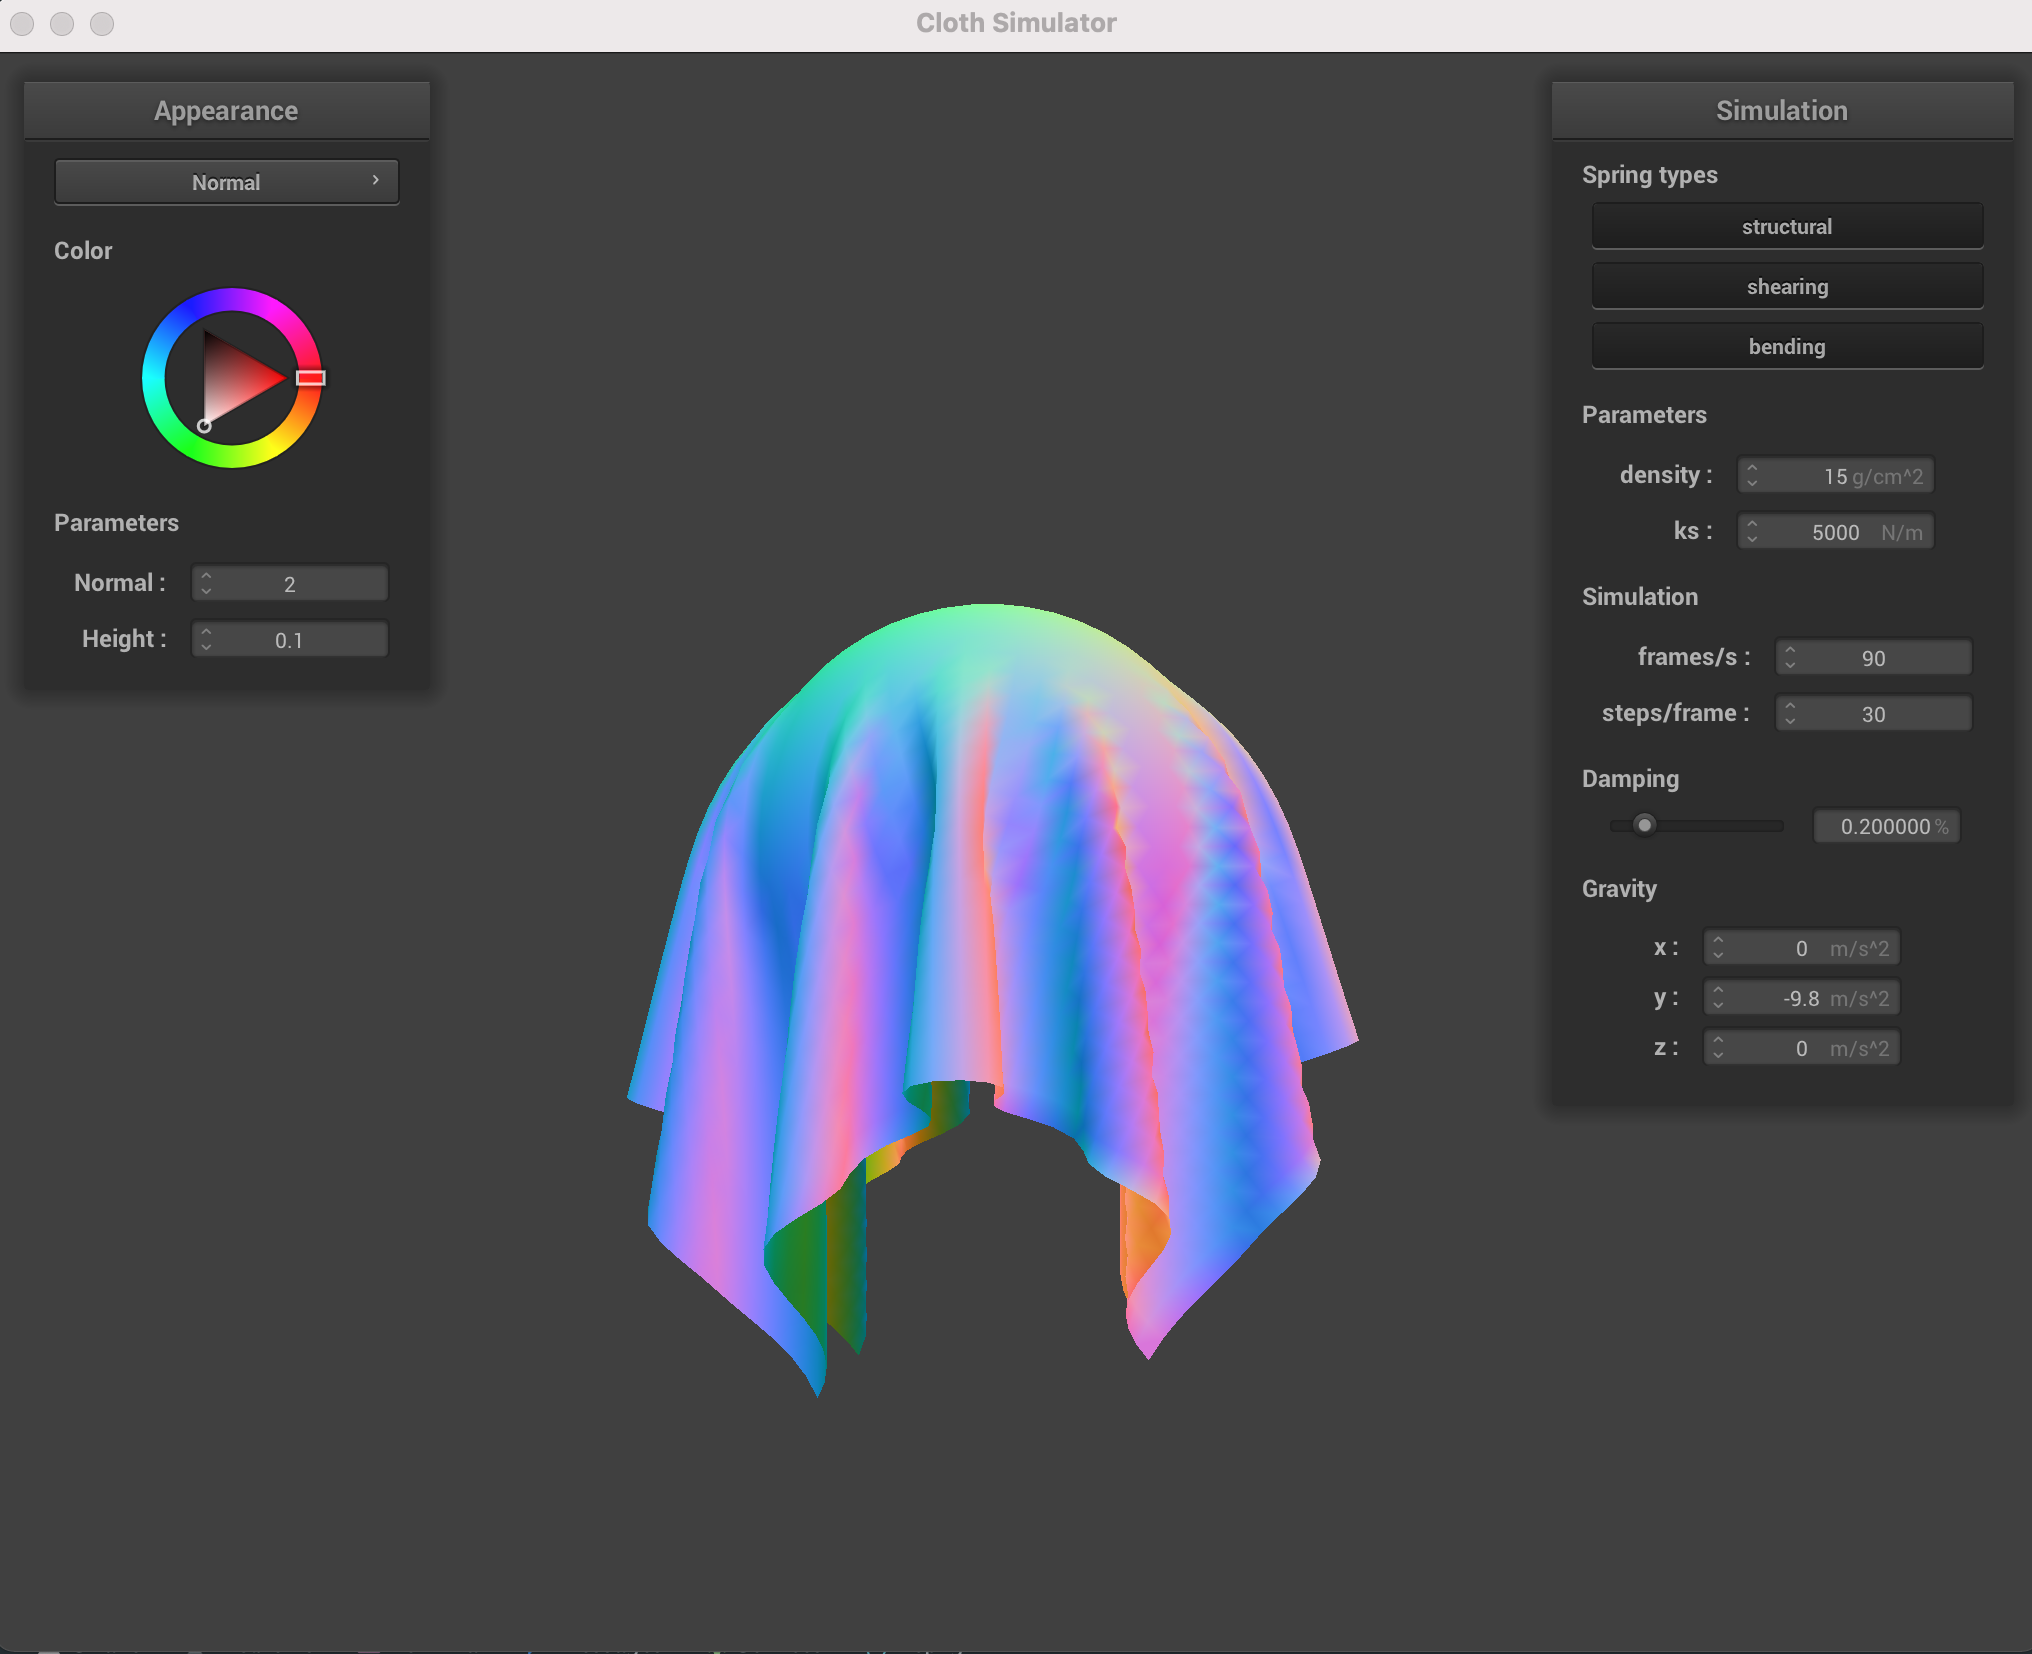 Cloth Simulator
Appearance
Normal
Color
Parameters
Normal : 2
Height : 0.1
Simulation
Spring types
structural
shearing
bending
Parameters
density : 15 g/cm^2
ks : 5000 N/m
Simulation
frames/s : 90
steps/frame : 30
Damping
0.200000 %
Gravity
x : 0 m/s^2
y : -9.8 m/s^2
z : 0 m/s^2